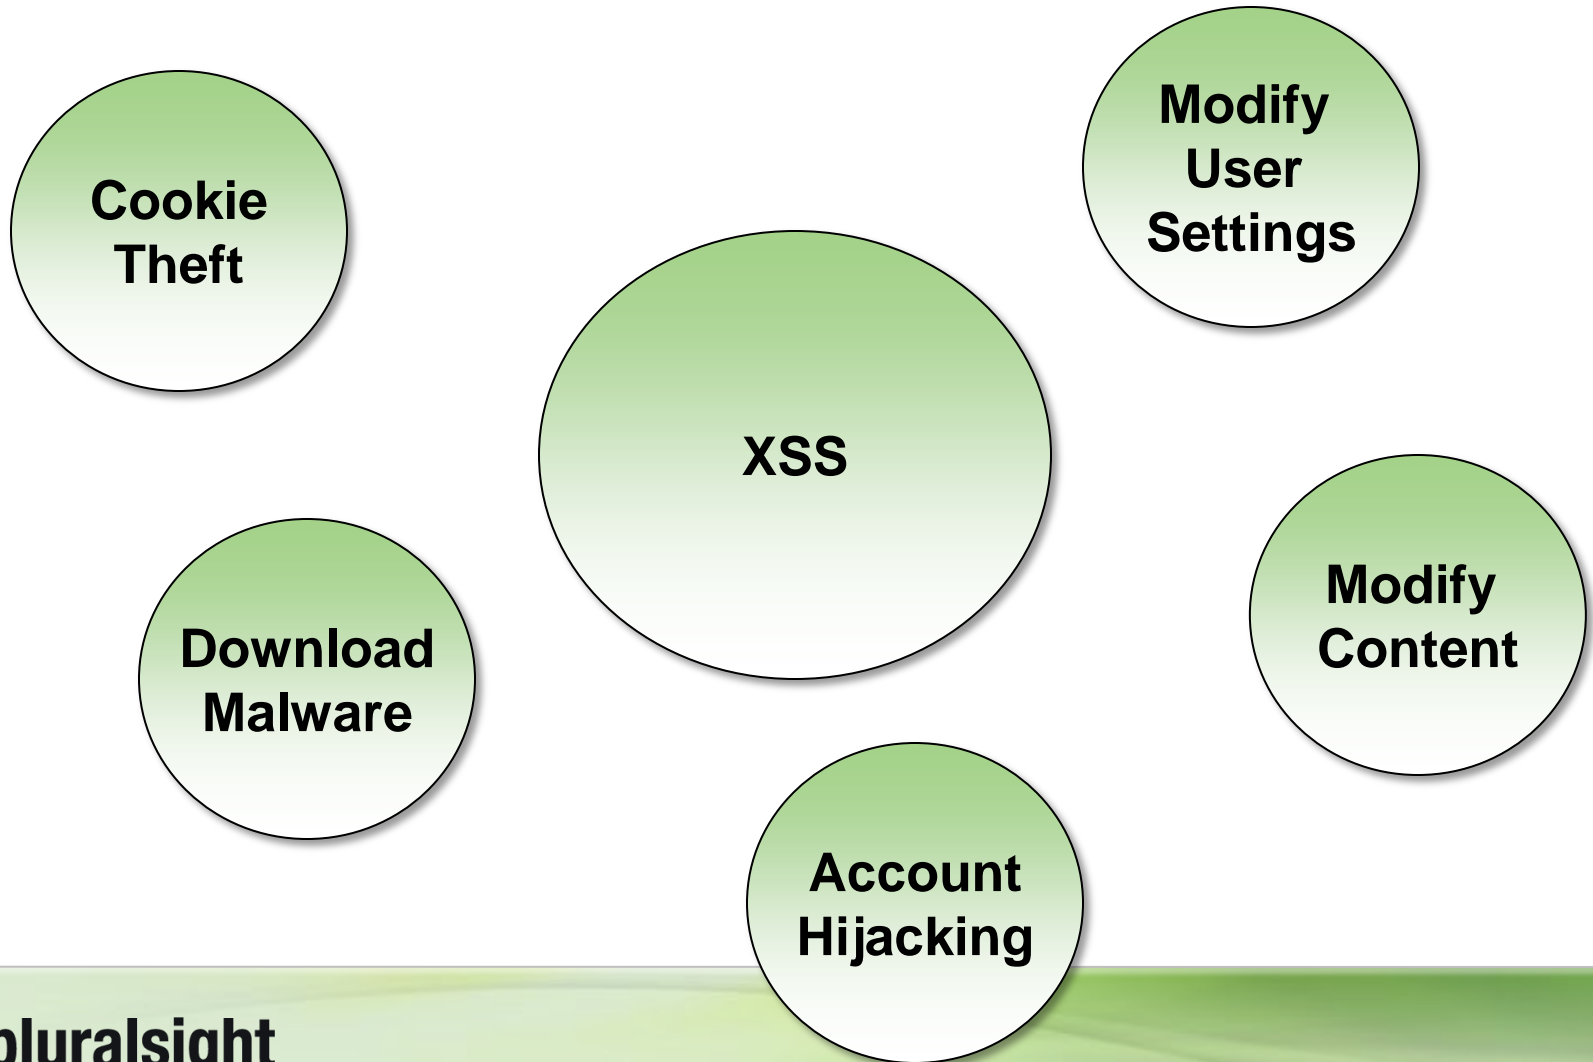 Cookie
Theft
Modify
User
Settings
XSS
Download
Malware
Modify
Content
Account
Hijacking
pluralsight